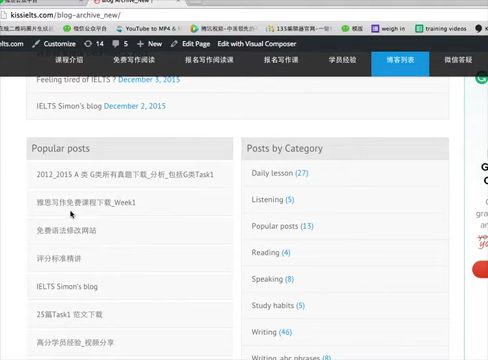 Blog Archive_New
ielts.com/blog-archive_new/
YouTube to MP4 &
weigh in
training videos
elts.com
Customize
14
5
New
Edit Page
Edit with Visual Composer
课程介绍
免费写作阅读
报名写作阅读课
报名写作课
学员经验
博客列表
微信答疑
Feeling tired of IELTS ? December 3, 2015
IELTS Simon's blog December 2, 2015
Popular posts
2012_2015 A 类 G类所有真题下载_分析_包括G类Task1
雅思写作免费课程下载_Week1
免费语法修改网站
评分标准精讲
IELTS Simon's blog
25篇Task1 范文下载
高分学员经验_视频分享
Posts by Category
Daily lesson (27)
Listening (5)
Popular posts (13)
Reading (4)
Speaking (8)
Study habits (5)
Writing (46)
Writing_abc_phrases (8)